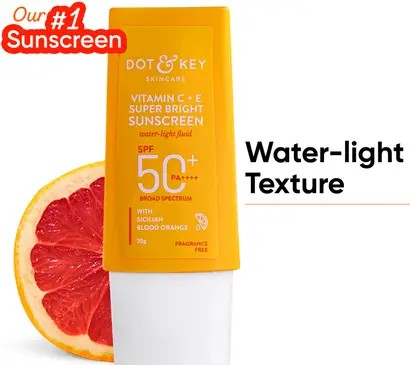 Our #1
Sunscreen
DOT & KEY
SKINCARE
VITAMIN C + E
SUPER BRIGHT
SUNSCREEN
water-light fluid
SPF
50+
PA++++
BROAD SPECTRUM
WITH
SICILIAN
BLOOD ORANGE
FRAGRANCE
FREE
Water-light
Texture